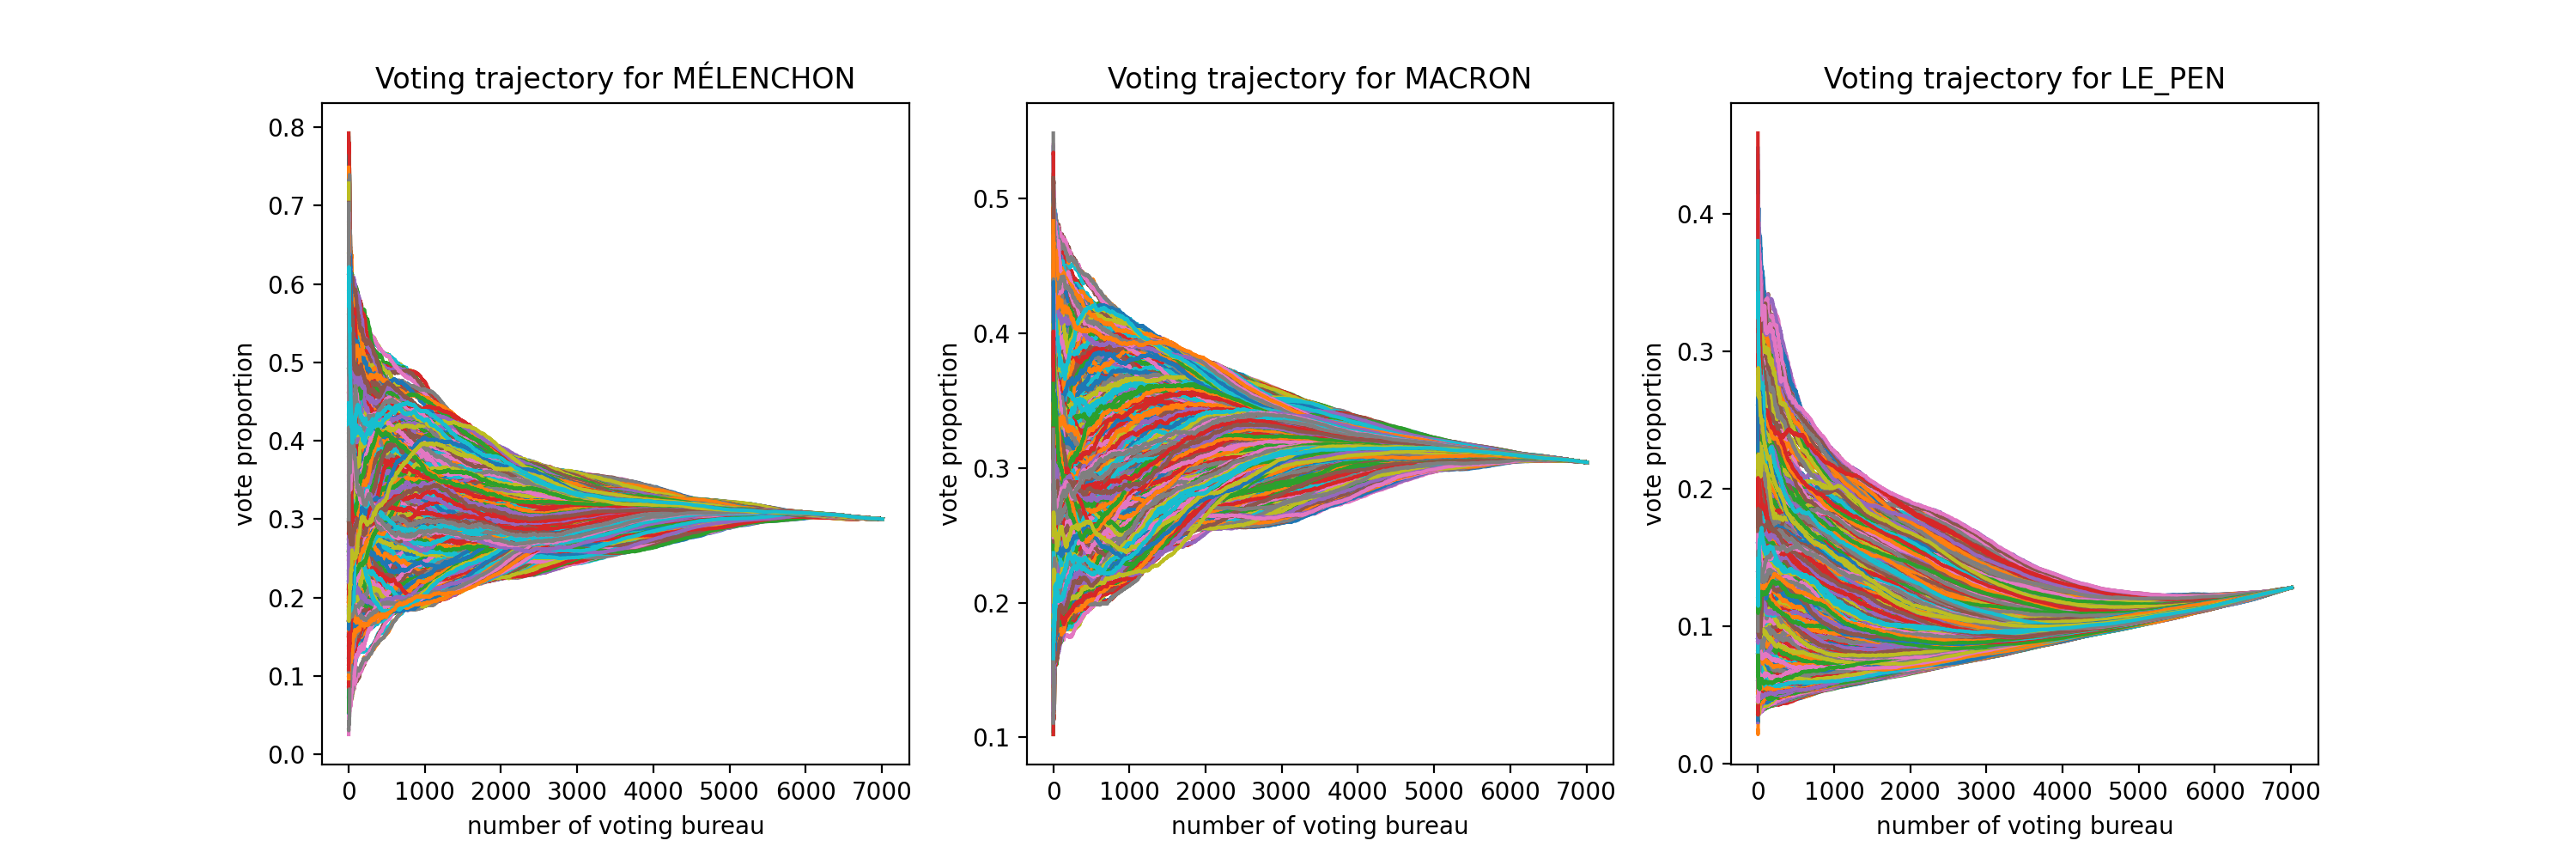 Voting trajectory for MÉLENCHON
0.8
0.7
0.6
0.5
0.4
0.3
0.2
0.1
0.0
vote proportion
0 1000 2000 3000 4000 5000 6000 7000
number of voting bureau
Voting trajectory for MACRON
0.5
0.4
0.3
0.2
0.1
vote proportion
0 1000 2000 3000 4000 5000 6000 7000
number of voting bureau
Voting trajectory for LE_PEN
0.4
0.3
0.2
0.1
0.0
vote proportion
0 1000 2000 3000 4000 5000 6000 7000
number of voting bureau